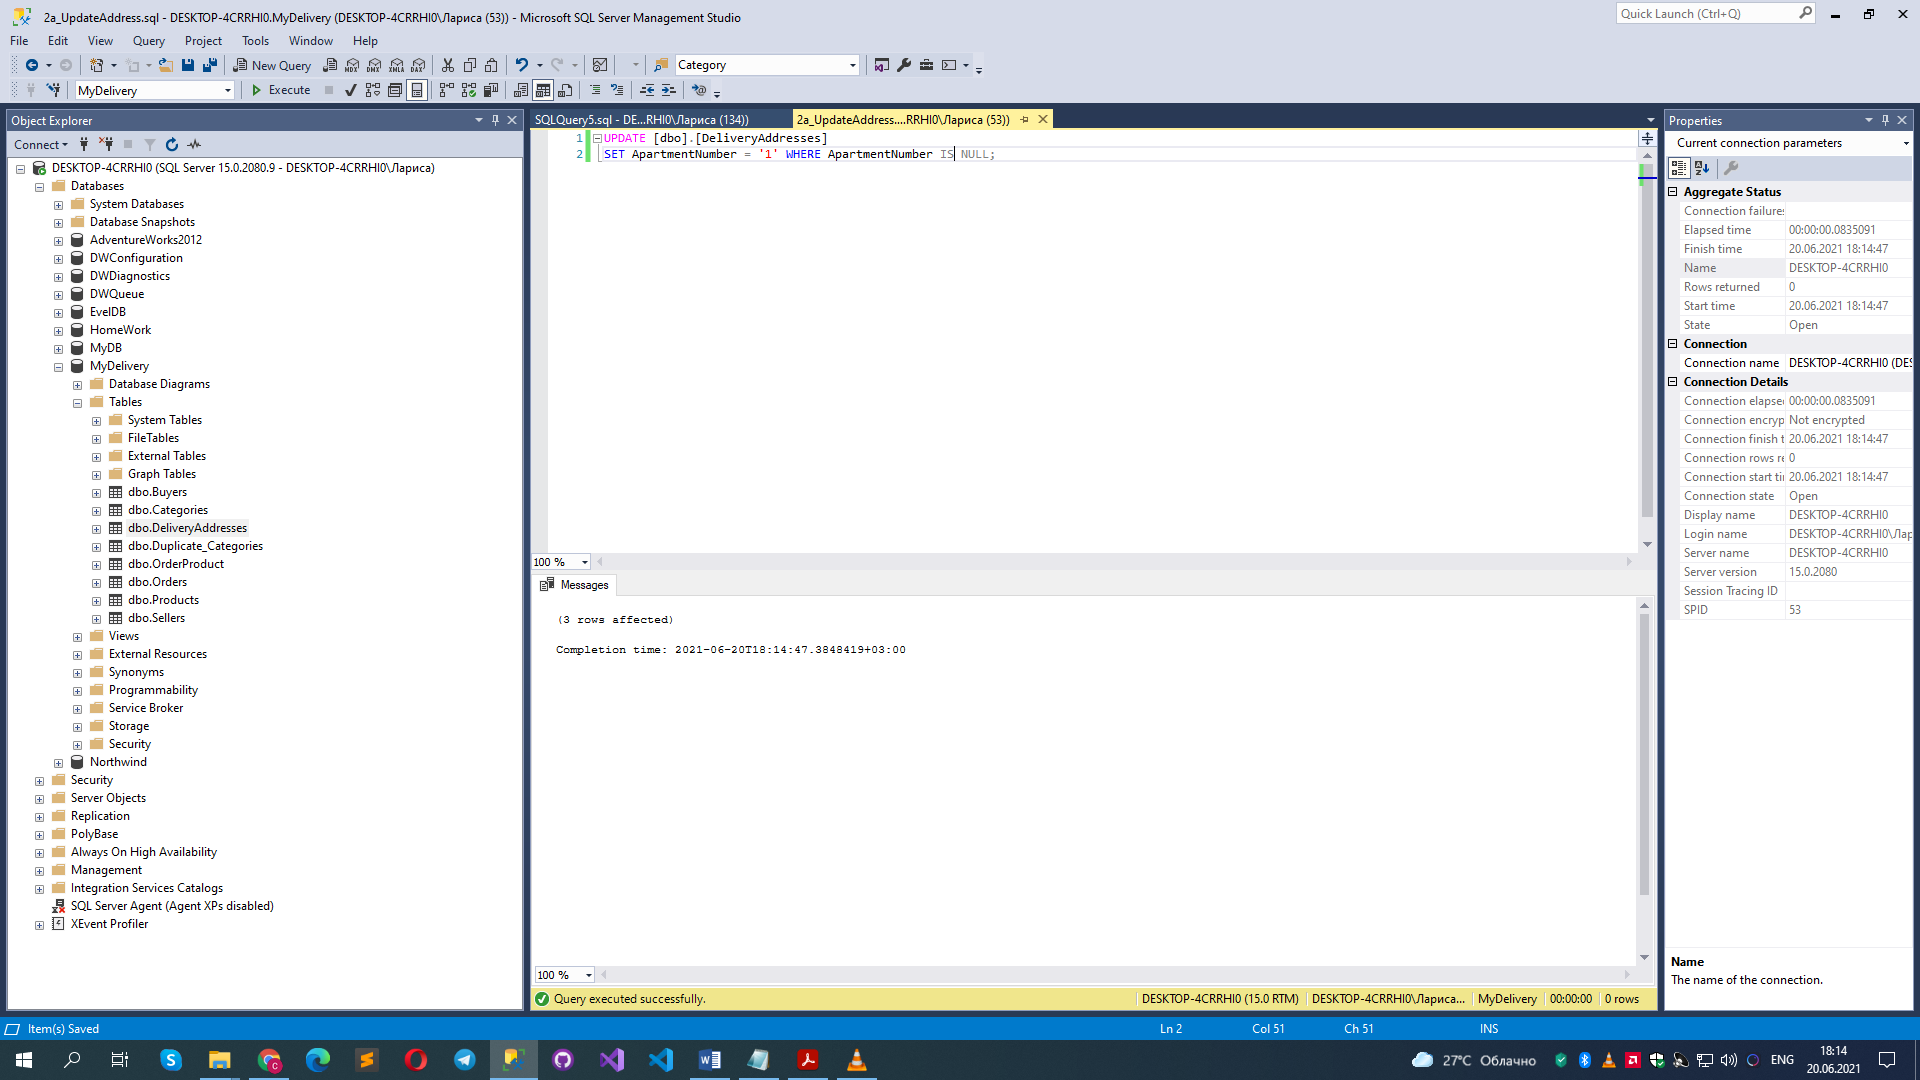 2a_UpdateAddress.sql - DESKTOP-4CRRHI0.MyDelivery (DESKTOP-4CRRHI0\Лариса (53)) - Microsoft SQL Server Management Studio
Quick Launch (Ctrl+Q)
File Edit View Query Project Tools Window Help
New Query
MDX DMX XMLA DAX
Category
MyDelivery
Execute
Object Explorer
Connect
DESKTOP-4CRRHI0 (SQL Server 15.0.2080.9 - DESKTOP-4CRRHI0\Лариса)
Databases
System Databases
Database Snapshots
AdventureWorks2012
DWConfiguration
DWDiagnostics
DWQueue
EvelDB
HomeWork
MyDB
MyDelivery
Database Diagrams
Tables
System Tables
FileTables
External Tables
Graph Tables
dbo.Buyers
dbo.Categories
dbo.DeliveryAddresses
dbo.Duplicate_Categories
dbo.OrderProduct
dbo.Orders
dbo.Products
dbo.Sellers
Views
External Resources
Synonyms
Programmability
Service Broker
Storage
Security
Northwind
Security
Server Objects
Replication
PolyBase
Always On High Availability
Management
Integration Services Catalogs
SQL Server Agent (Agent XPs disabled)
XEvent Profiler
SQLQuery5.sql - DE...RHI0\Лариса (134))
2a_UpdateAddress....RRHI0\Лариса (53))
1 UPDATE [dbo].[DeliveryAddresses]
2 SET ApartmentNumber = '1' WHERE ApartmentNumber IS NULL;
100 %
Messages
(3 rows affected)
Completion time: 2021-06-20T18:14:47.3848419+03:00
100 %
Query executed successfully.
DESKTOP-4CRRHI0 (15.0 RTM) DESKTOP-4CRRHI0\Лариса... MyDelivery 00:00:00 0 rows
Properties
Current connection parameters
Aggregate Status
Connection failures
Elapsed time 00:00:00.0835091
Finish time 20.06.2021 18:14:47
Name DESKTOP-4CRRHI0
Rows returned 0
Start time 20.06.2021 18:14:47
State Open
Connection
Connection name DESKTOP-4CRRHI0 (DES
Connection Details
Connection elapse 00:00:00.0835091
Connection encryp Not encrypted
Connection finish t 20.06.2021 18:14:47
Connection rows re 0
Connection start ti 20.06.2021 18:14:47
Connection state Open
Display name DESKTOP-4CRRHI0
Login name DESKTOP-4CRRHI0\Лар
Server name DESKTOP-4CRRHI0
Server version 15.0.2080
Session Tracing ID
SPID 53
Name
The name of the connection.
Item(s) Saved
Ln 2 Col 51 Ch 51 INS
27°C Облачно
ENG
18:14
20.06.2021